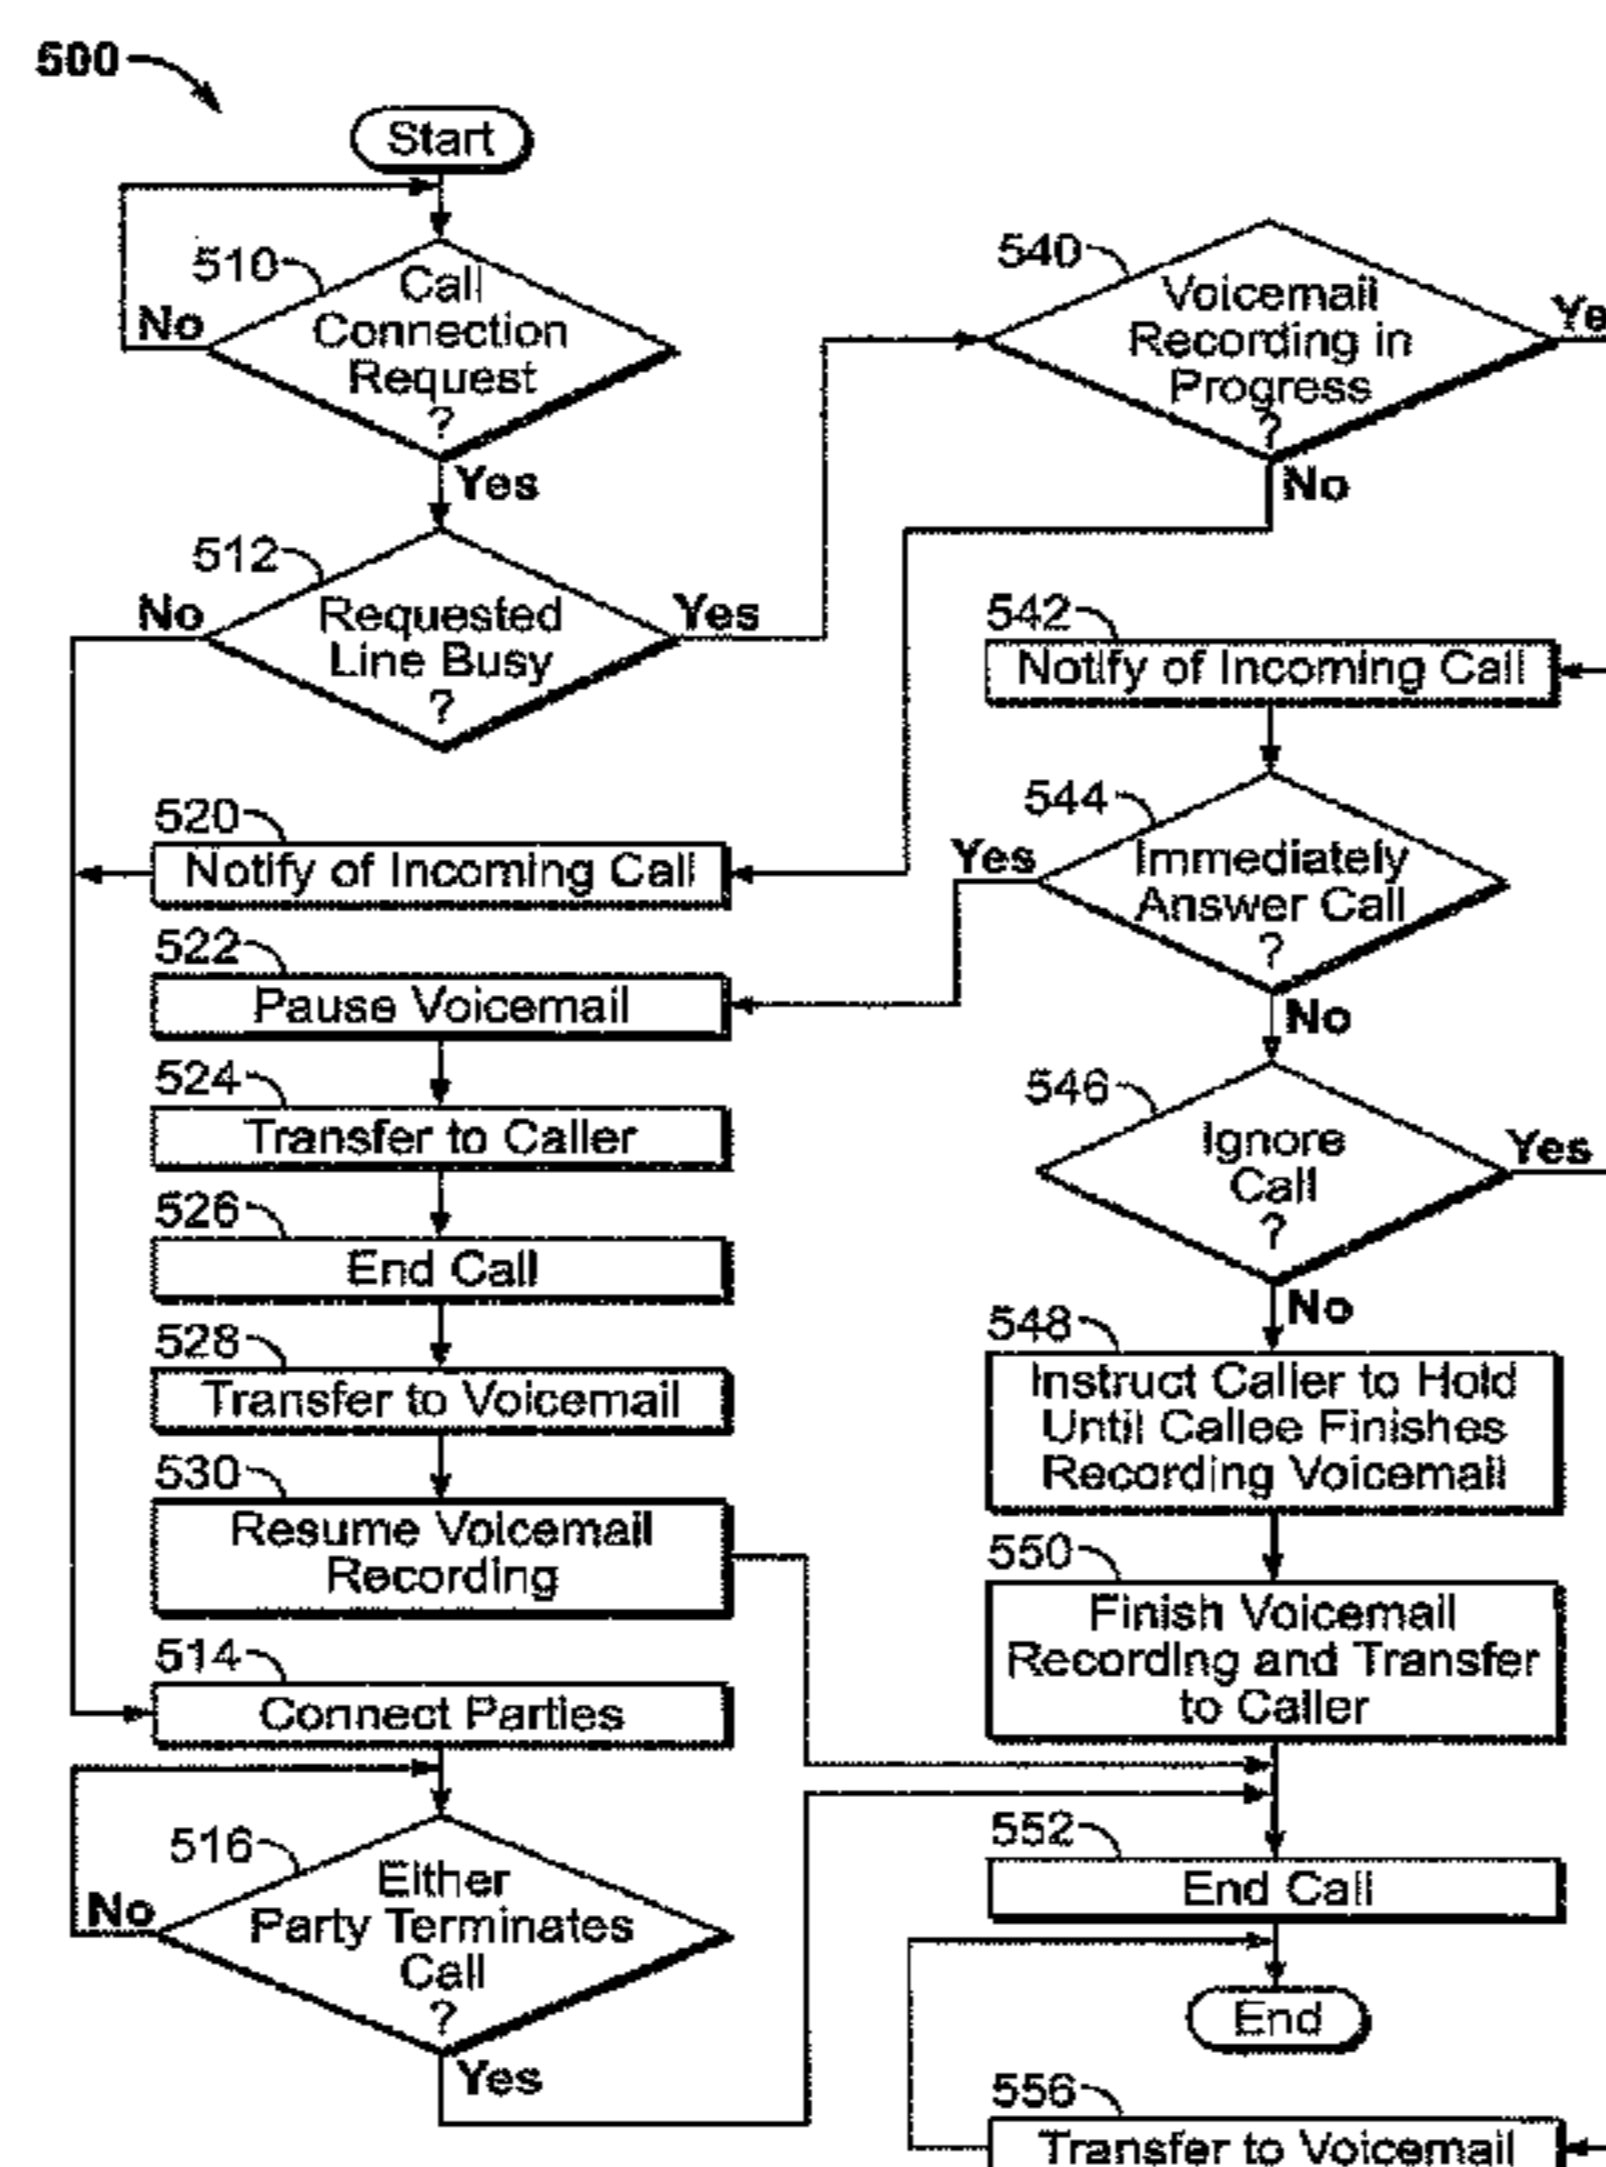 500
Start
510
Call
Connection
Request
?
No
Yes
512
Requested
Line Busy
?
No
Yes
520
Notify of Incoming Call
522
Pause Voicemail
524
Transfer to Caller
526
End Call
528
Transfer to Voicemail
530
Resume Voicemail
Recording
514
Connect Parties
516
Either
Party Terminates
Call
?
No
Yes
540
Voicemail
Recording in
Progress
?
Ye
No
542
Notify of Incoming Call
544
Immediately
Answer Call
?
Yes
No
546
Ignore
Call
?
Yes
No
548
Instruct Caller to Hold
Until Callee Finishes
Recording Voicemail
550
Finish Voicemail
Recording and Transfer
to Caller
552
End Call
End
556
Transfer to Voicemail